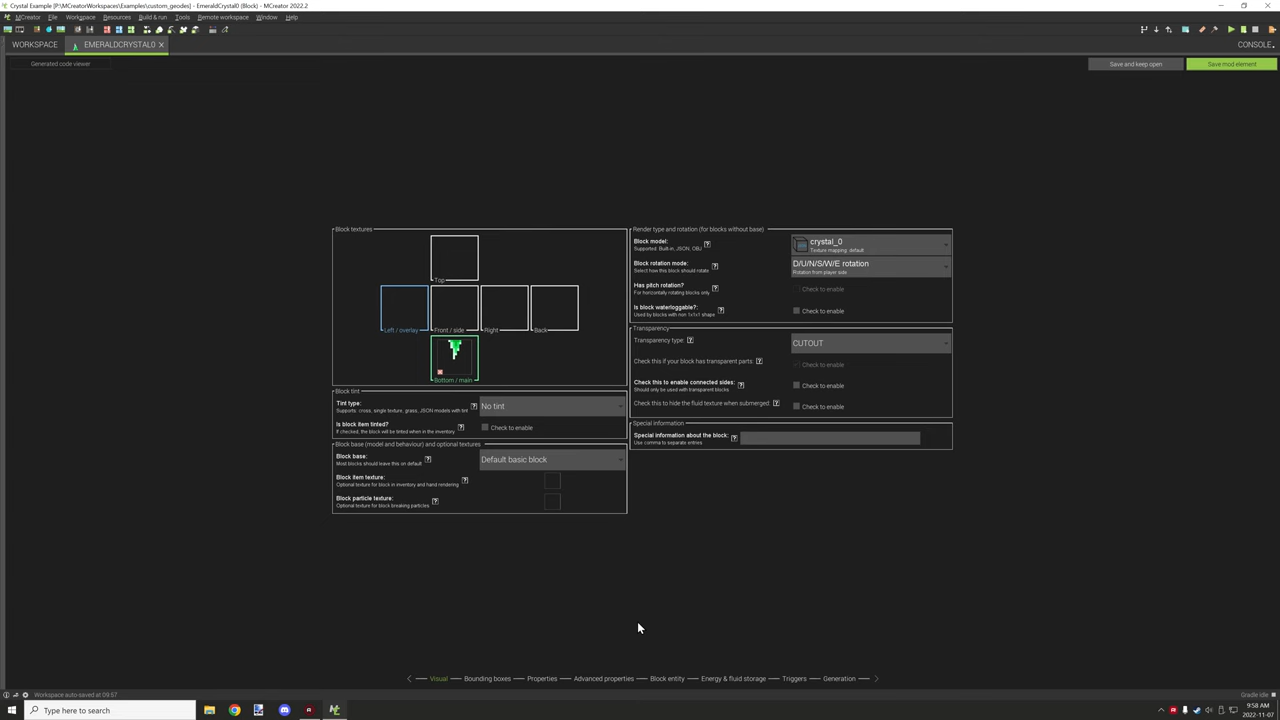 Crystal Example [P:\MCreatorWorkspaces\Examples\custom_geodes] - EmeraldCrystal0 (Block) - MCreator 2022.2
MCreator File Workspace Resources Build & run Tools Remote workspace Window Help
WORKSPACE EMERALDCRYSTAL0 CONSOLE
Generated code viewer Save and keep open Save mod element
Block textures
Top
Left / overlay Front / side Right Back
Bottom / main
Block tint
Tint type: No tint
Supports: cross, single texture, grass, JSON models with tint
Is block item tinted? Check to enable
If checked, the block will be tinted when in the inventory
Block base (model and behaviour) and optional textures
Block base: Default basic block
Most blocks should leave this on default
Block item texture:
Optional texture for block in inventory and hand rendering
Block particle texture:
Optional texture for block breaking particles
Render type and rotation (for blocks without base)
Block model: crystal_0
Supported: Built-in, JSON, OBJ Texture mapping: default
Block rotation mode: D/U/N/S/W/E rotation
Select how this block should rotate Rotation from player side
Has pitch rotation? Check to enable
For horizontal rotating blocks only
Is block waterloggable?: Check to enable
Used by blocks with non 1x1x1 shape
Transparency
Transparency type: CUTOUT
Check this if your block has transparent parts: Check to enable
Check this to enable connected sides: Check to enable
Should only be used with transparent blocks
Check this to hide the fluid texture when submerged: Check to enable
Special information
Special information about the block:
Use comma to separate entries
Visual Bounding boxes Properties Advanced properties Block entity Energy & fluid storage Triggers Generation
Workspace auto-saved at 09:57 Gradle idle
Type here to search 9:58 AM
2022-11-07